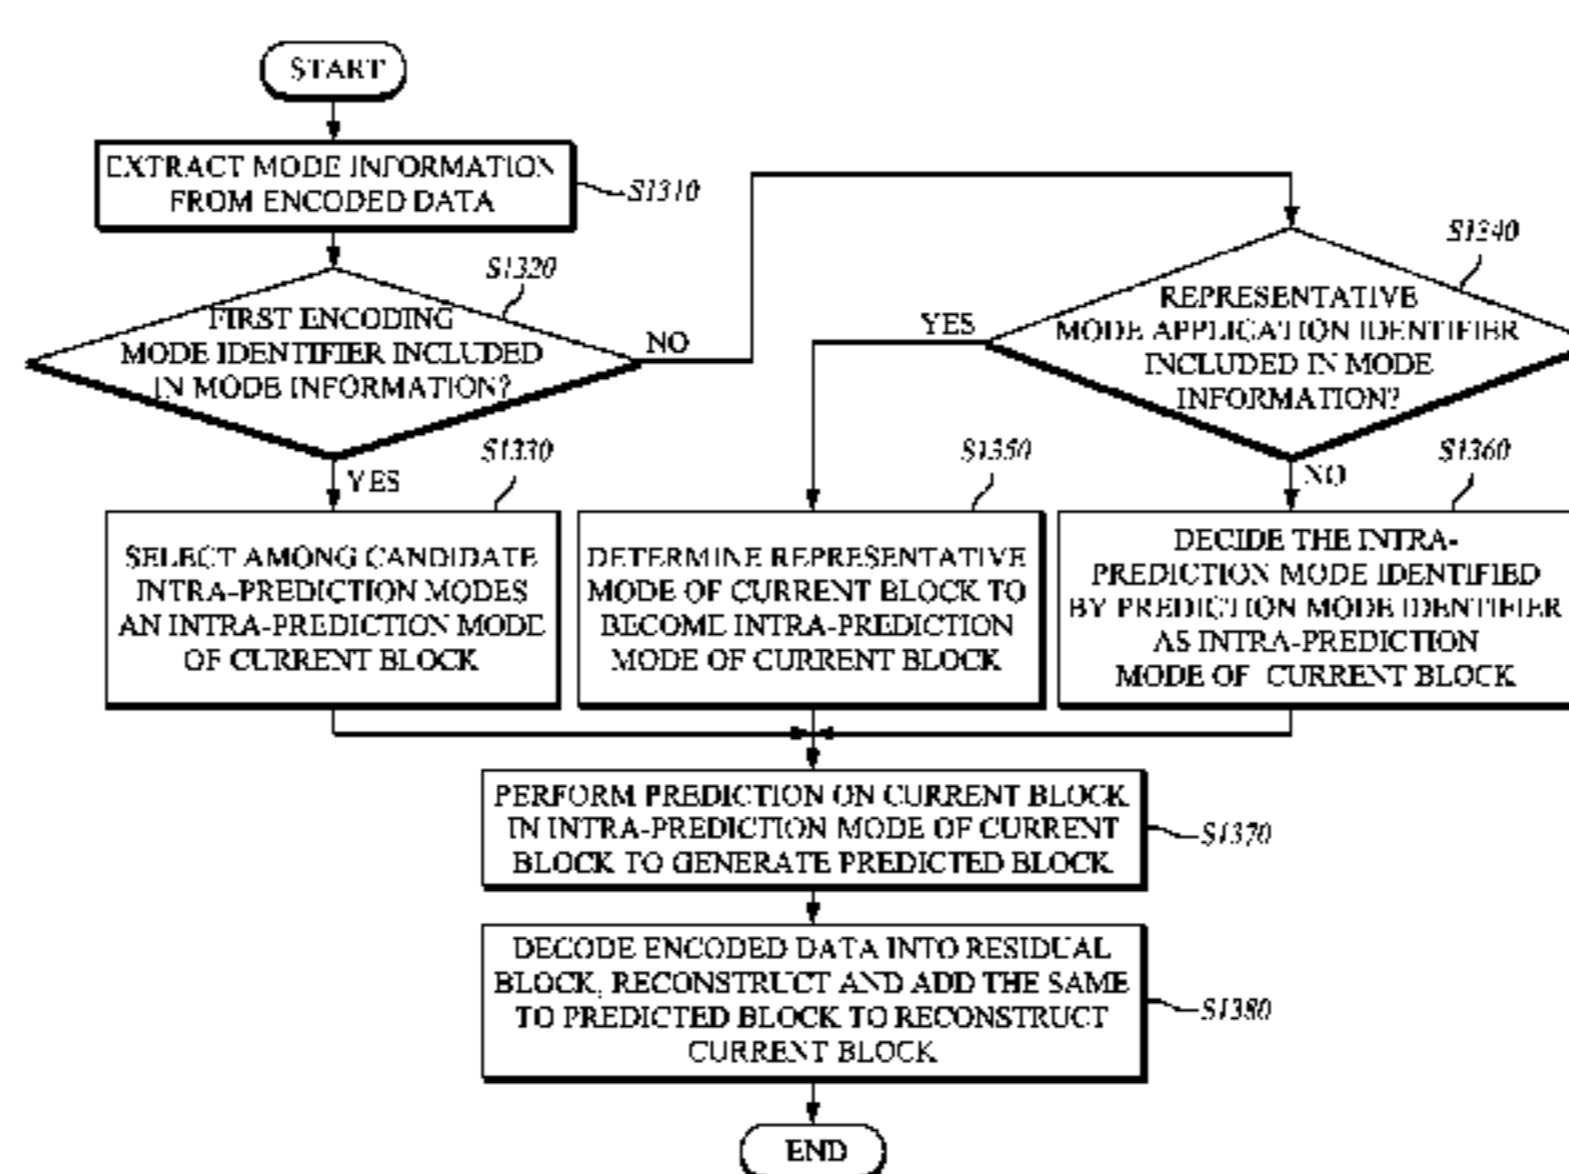 START
EXTRACT MODE INFORMATION
FROM ENCODED DATA
S1310
S1320
FIRST ENCODING
MODE IDENTIFIER INCLUDED
IN MODE INFORMATION?
NO
YES
S1340
REPRESENTATIVE
MODE APPLICATION IDENTIFIER
INCLUDED IN MODE
INFORMATION?
YES
NO
S1330
SELECT AMONG CANDIDATE
INTRA-PREDICTION MODES
AN INTRA-PREDICTION MODE
OF CURRENT BLOCK
S1350
DETERMINE REPRESENTATIVE
MODE OF CURRENT BLOCK TO
BECOME INTRA-PREDICTION
MODE OF CURRENT BLOCK
S1360
DECIDE THE INTRA-
PREDICTION MODE IDENTIFIED
BY PREDICTION MODE IDENTIFIER
AS INTRA-PREDICTION
MODE OF CURRENT BLOCK
PERFORM PREDICTION ON CURRENT BLOCK
IN INTRA-PREDICTION MODE OF CURRENT
BLOCK TO GENERATE PREDICTED BLOCK
S1370
DECODE ENCODED DATA INTO RESIDUAL
BLOCK, RECONSTRUCT AND ADD THE SAME
TO PREDICTED BLOCK TO RECONSTRUCT
CURRENT BLOCK
S1380
END